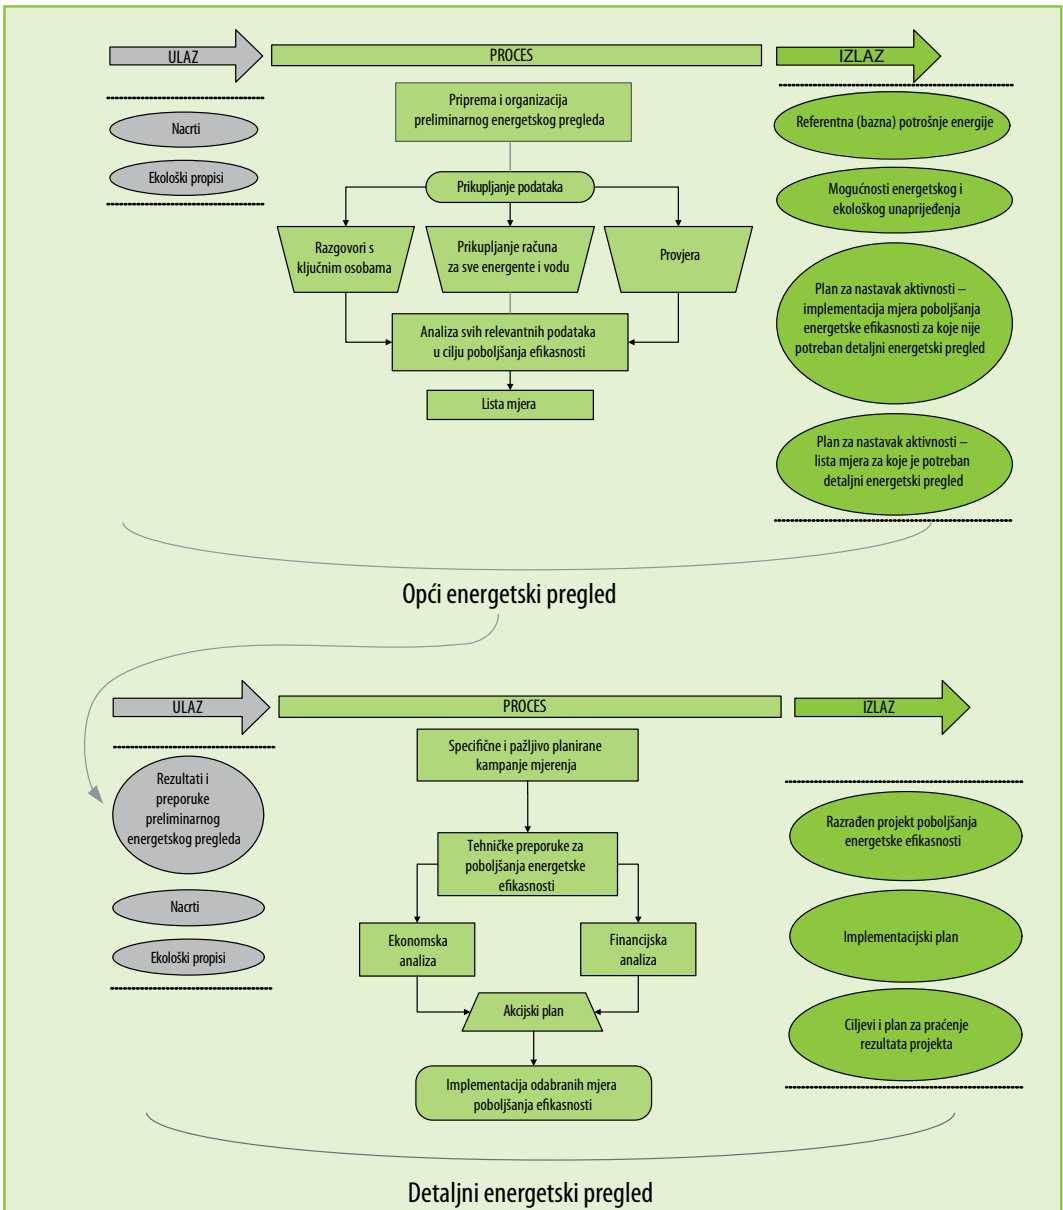 ULAZ
PROCES
IZLAZ
Nacrti
Ekološki propisi
Priprema i organizacija
preliminarnog energetskog pregleda
Prikupljanje podataka
Razgovori s
ključnim osobama
Prikupljanje računa
za sve energente i vodu
Provjera
Analiza svih relevantnih podataka
u cilju poboljšanja efikasnosti
Lista mjera
Referentna (bazna) potrošnje energije
Mogućnosti energetskog i
ekološkog unaprijeđenja
Plan za nastavak aktivnosti –
implementacija mjera poboljšanja
energetske efikasnosti za koje nije
potreban detaljni energetski pregled
Plan za nastavak aktivnosti –
lista mjera za koje je potreban
detaljni energetski pregled
Opći energetski pregled
ULAZ
PROCES
IZLAZ
Rezultati i
preporuke
preliminarnog
energetskog pregleda
Nacrti
Ekološki propisi
Specifične i pažljivo planirane
kampanje mjerenja
Tehničke preporuke za
poboljšanja energetske
efikasnosti
Ekonomska
analiza
Financijska
analiza
Akcijski plan
Implementacija odabranih mjera
poboljšanja efikasnosti
Razrađen projekt poboljšanja
energetske efikasnosti
Implementacijski plan
Ciljevi i plan za praćenje
rezultata projekta
Detaljni energetski pregled